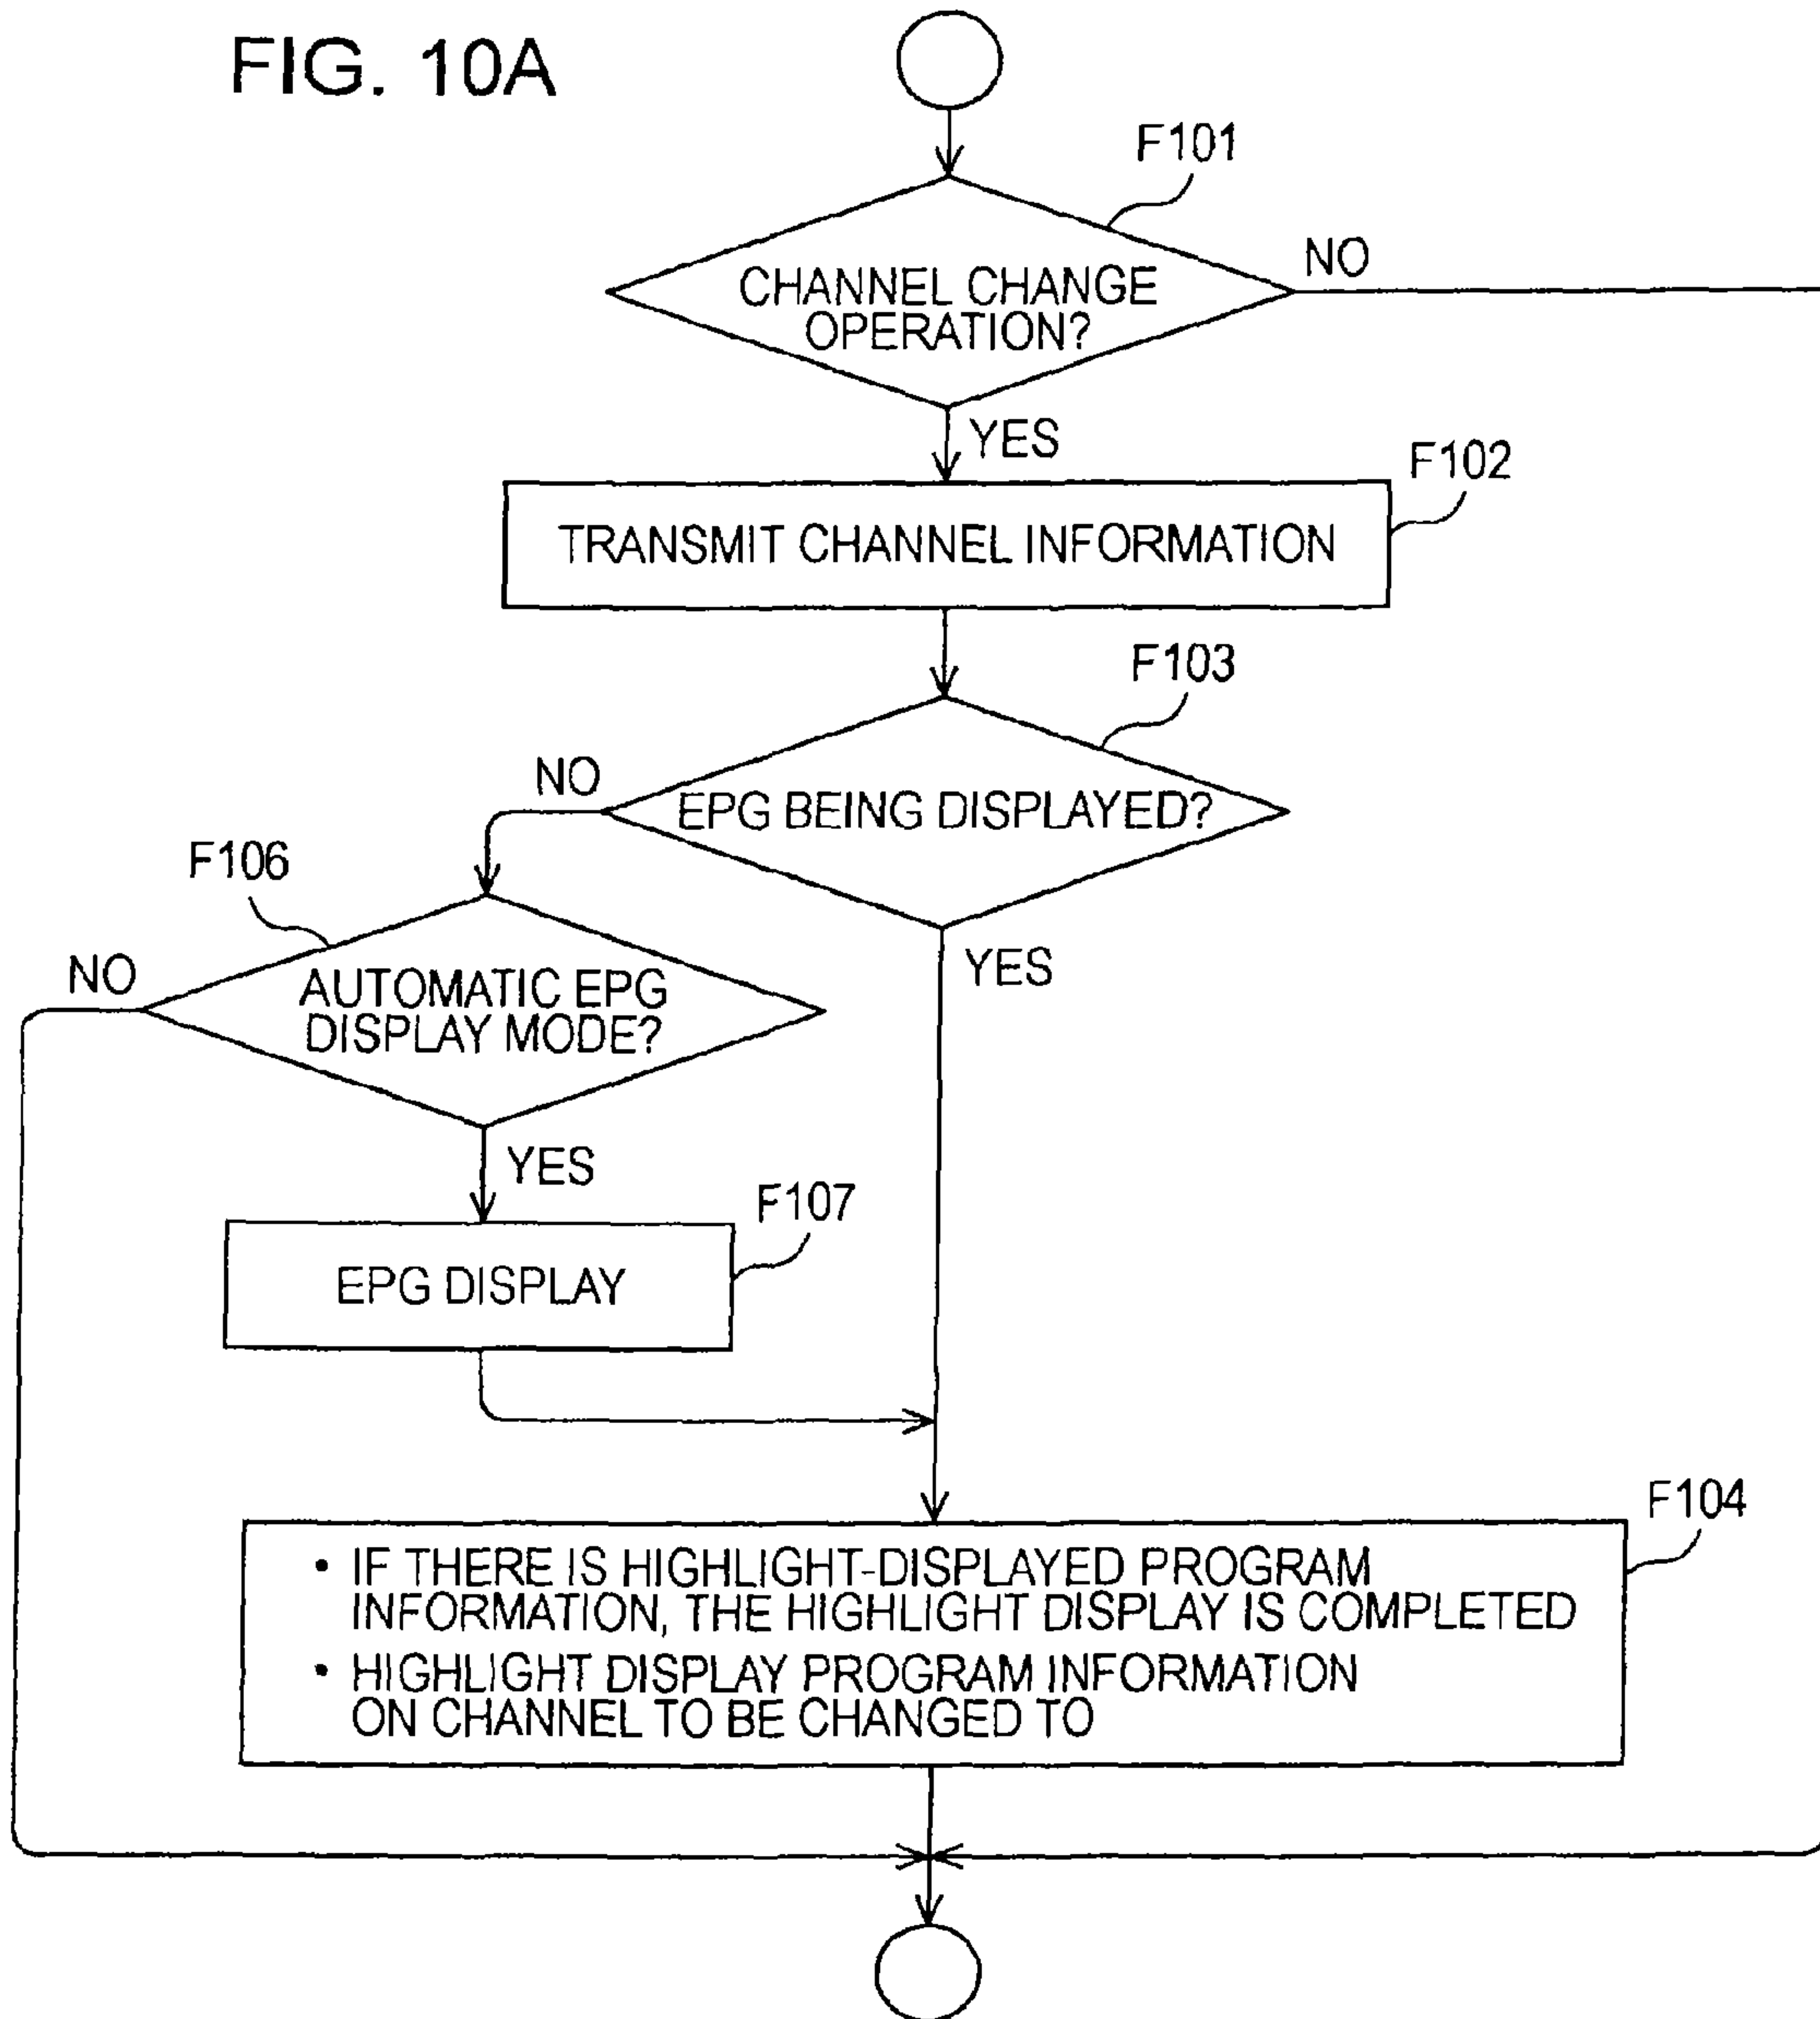 FIG. 10A
F101
CHANNEL CHANGE
OPERATION?
NO
YES
F102
TRANSMIT CHANNEL INFORMATION
F103
EPG BEING DISPLAYED?
NO
YES
F106
AUTOMATIC EPG
DISPLAY MODE?
NO
YES
F107
EPG DISPLAY
F104
• IF THERE IS HIGHLIGHT-DISPLAYED PROGRAM
INFORMATION, THE HIGHLIGHT DISPLAY IS COMPLETED
• HIGHLIGHT DISPLAY PROGRAM INFORMATION
ON CHANNEL TO BE CHANGED TO